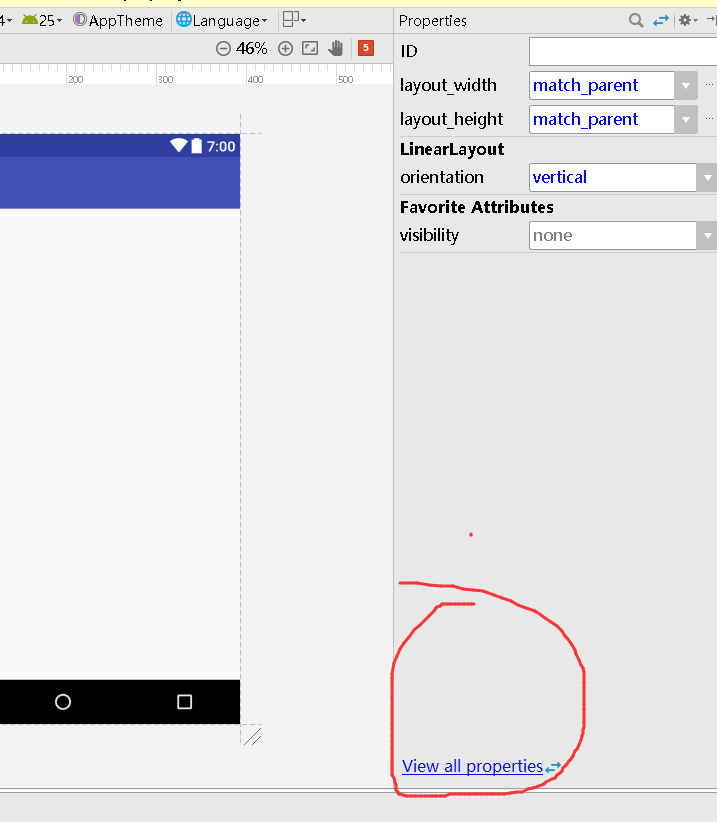 4 25 AppTheme Language Properties
46% 5
ID
200 300 400 500
layout_width match_parent
layout_height match_parent
7:00
LinearLayout
orientation vertical
Favorite Attributes
visibility none
View all properties